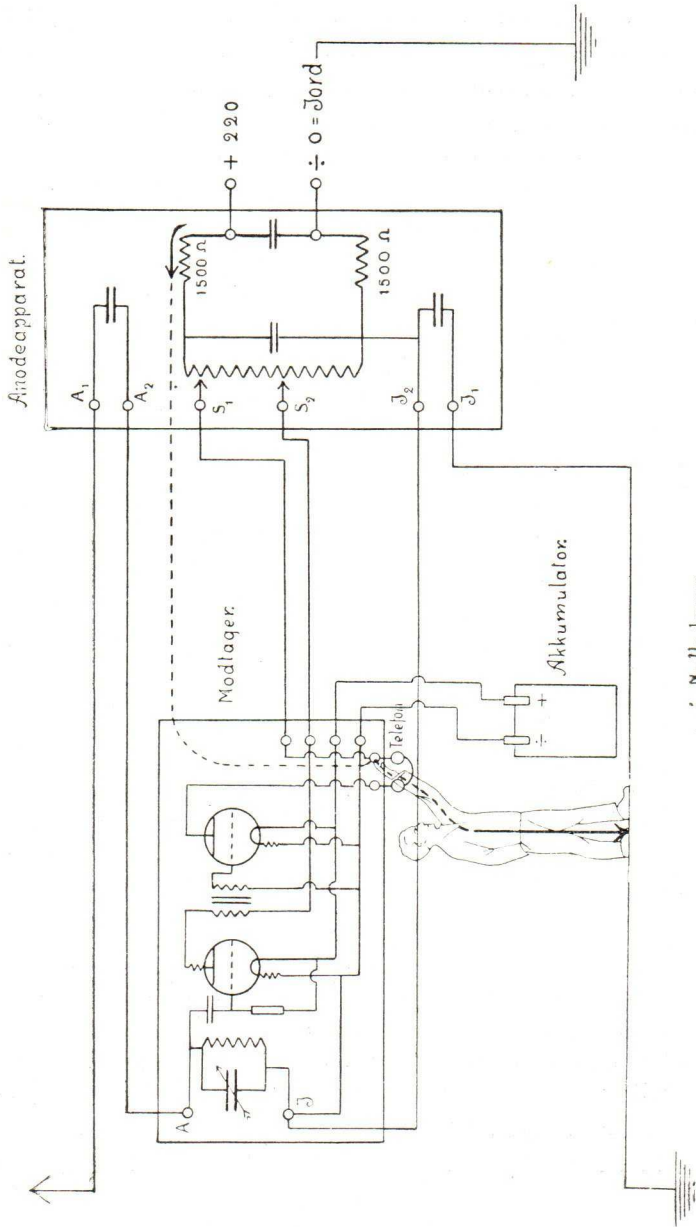 Anodeapparat.
A₁
A₂
S₁
S₂
J₂
J₁
1500 Ω
1500 Ω
+ 220
÷ 0 = Jord
Modtager.
A
J
Telefon
Akkumulator.
÷
+